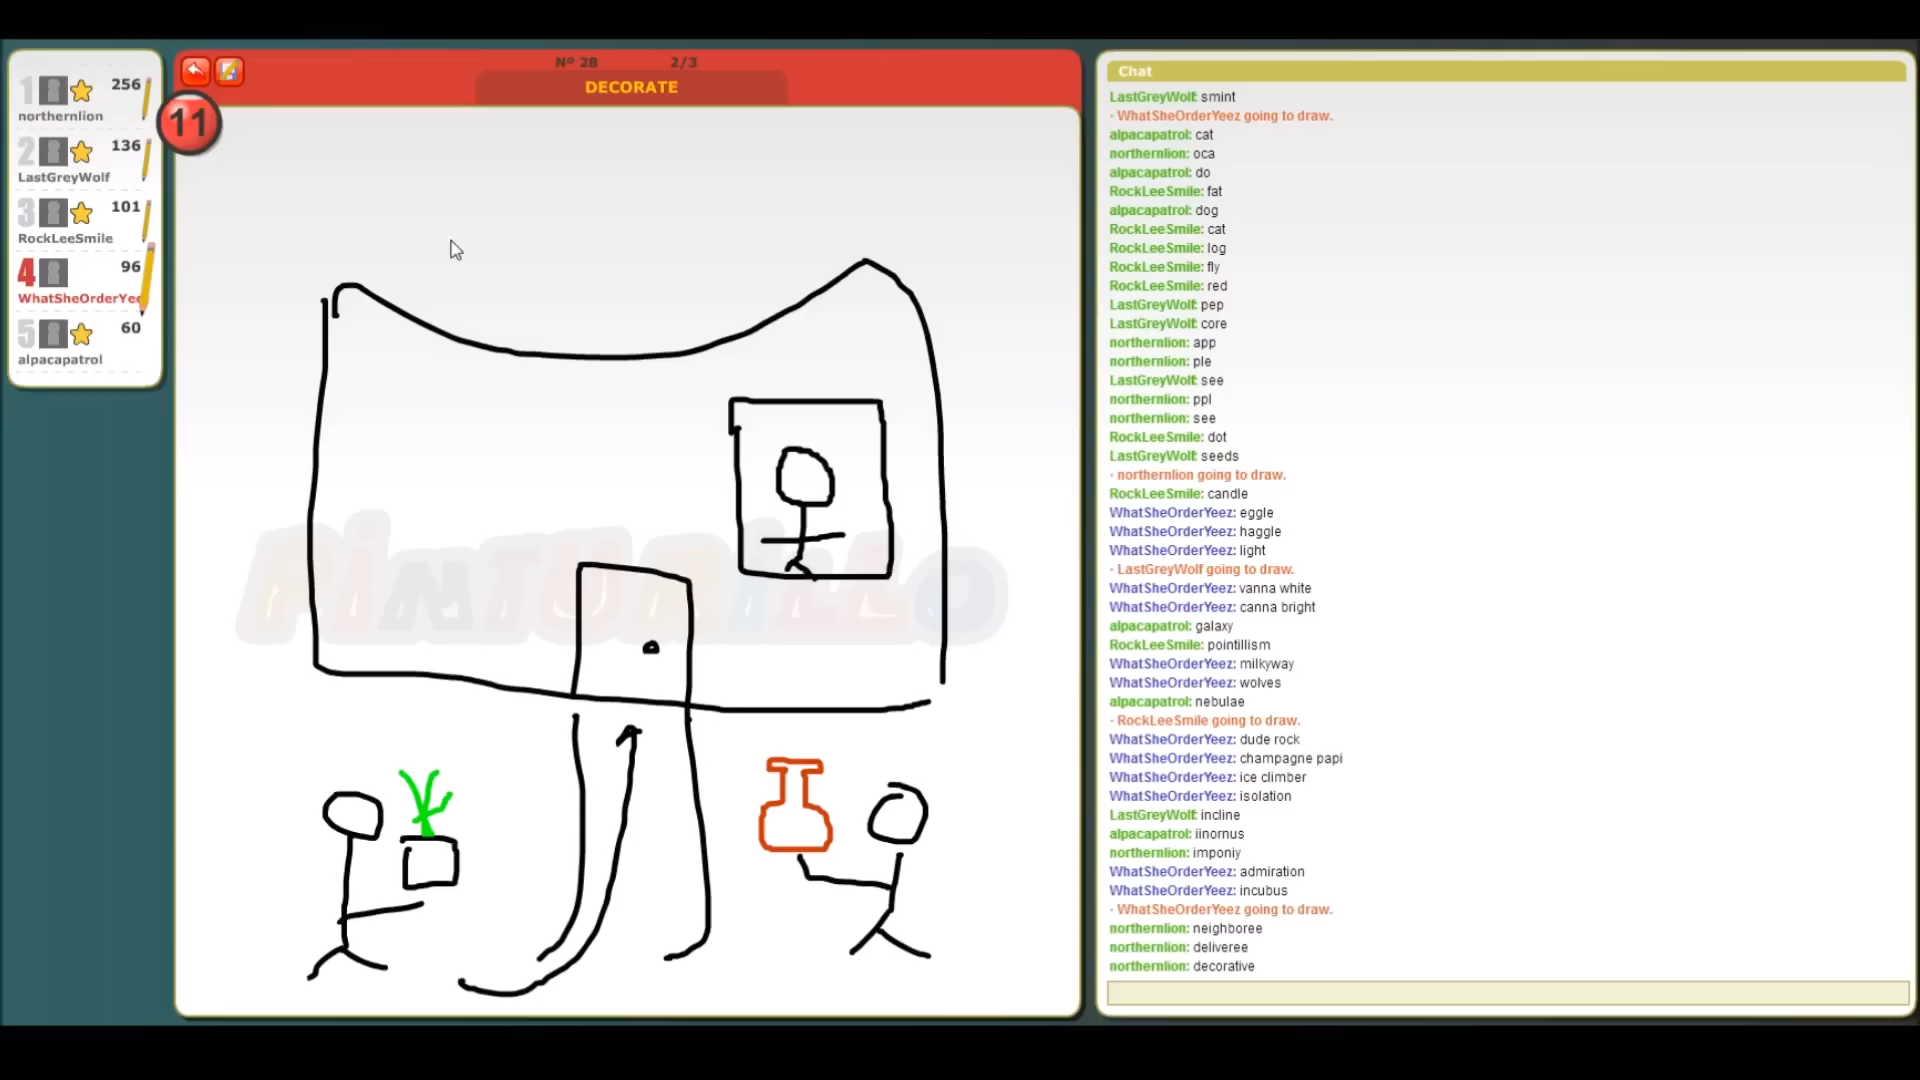 1
256
northernlion
2
136
LastGreyWolf
3
101
RockLeeSmile
4
96
WhatSheOrderYee
5
60
alpacapatrol
11
Nº 28 2/3
DECORATE
PiNTURiLLO
Chat
LastGreyWolf: smint
· WhatSheOrderYeez going to draw.
alpacapatrol: cat
northernlion: oca
alpacapatrol: do
RockLeeSmile: fat
alpacapatrol: dog
RockLeeSmile: cat
RockLeeSmile: log
RockLeeSmile: fly
RockLeeSmile: red
LastGreyWolf: pep
LastGreyWolf: core
northernlion: app
northernlion: ple
LastGreyWolf: see
northernlion: ppl
northernlion: see
RockLeeSmile: dot
LastGreyWolf: seeds
· northernlion going to draw.
RockLeeSmile: candle
WhatSheOrderYeez: eggle
WhatSheOrderYeez: haggle
WhatSheOrderYeez: light
· LastGreyWolf going to draw.
WhatSheOrderYeez: vanna white
WhatSheOrderYeez: canna bright
alpacapatrol: galaxy
RockLeeSmile: pointillism
WhatSheOrderYeez: milkyway
WhatSheOrderYeez: wolves
alpacapatrol: nebulae
· RockLeeSmile going to draw.
WhatSheOrderYeez: dude rock
WhatSheOrderYeez: champagne papi
WhatSheOrderYeez: ice climber
WhatSheOrderYeez: isolation
LastGreyWolf: incline
alpacapatrol: iinornus
northernlion: imponiy
WhatSheOrderYeez: admiration
WhatSheOrderYeez: incubus
· WhatSheOrderYeez going to draw.
northernlion: neighboree
northernlion: deliveree
northernlion: decorative